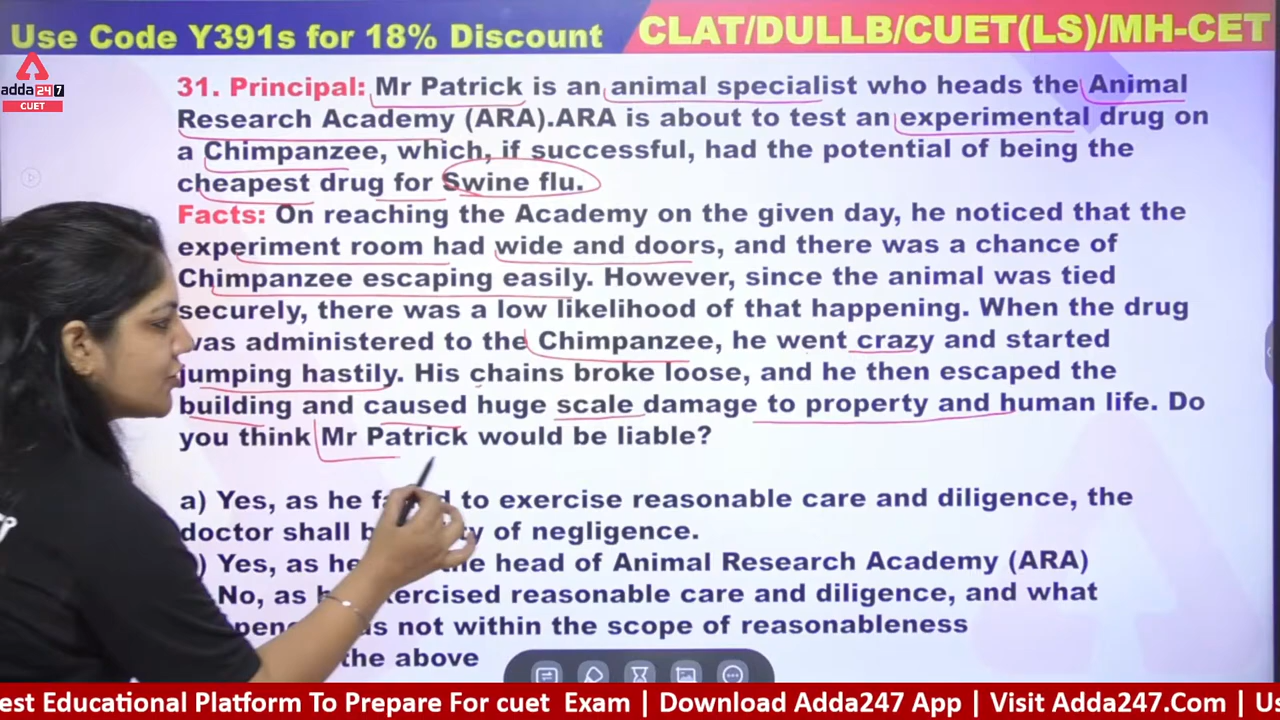 Use Code Y391s for 18% Discount
CLAT/DULLB/CUET(LS)/MH-CET
adda247
CUET
31. Principal: Mr Patrick is an animal specialist who heads the Animal
Research Academy (ARA).ARA is about to test an experimental drug on
a Chimpanzee, which, if successful, had the potential of being the
cheapest drug for Swine flu.
Facts: On reaching the Academy on the given day, he noticed that the
experiment room had wide and doors, and there was a chance of
Chimpanzee escaping easily. However, since the animal was tied
securely, there was a low likelihood of that happening. When the drug
was administered to the Chimpanzee, he went crazy and started
jumping hastily. His chains broke loose, and he then escaped the
building and caused huge scale damage to property and human life. Do
you think Mr Patrick would be liable?
a) Yes, as he to exercise reasonable care and diligence, the
doctor shall of negligence.
) Yes, as he head of Animal Research Academy (ARA)
No, as reasonable care and diligence, and what
not within the scope of reasonableness
the above
est Educational Platform To Prepare For cuet Exam | Download Adda247 App | Visit Adda247.Com | Us